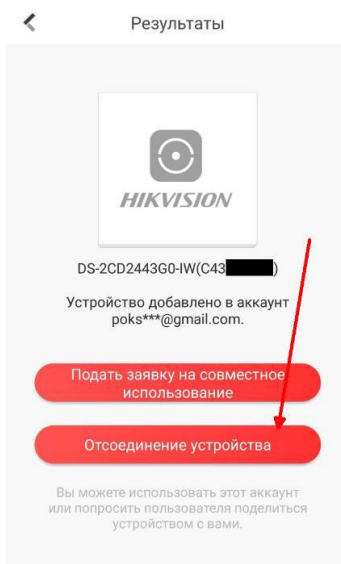 Результаты
HIKVISION
DS-2CD2443G0-IW(C43 )
Устройство добавлено в аккаунт
poks***@gmail.com.
Подать заявку на совместное
использование
Отсоединение устройства
Вы можете использовать этот аккаунт
или попросить пользователя поделиться
устройством с вами.